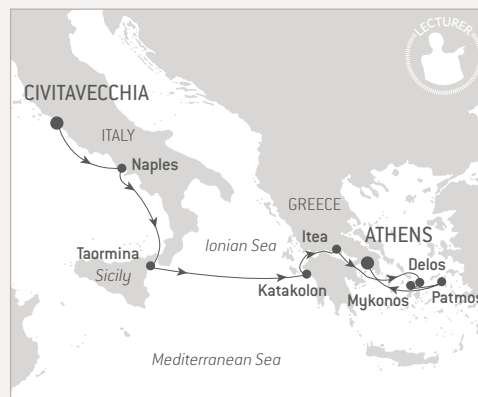 LECTURER
CIVITAVECCHIA
ITALY
Naples
GREECE
Itea
ATHENS
Ionian Sea
Taormina
Sicily
Delos
Katakolon
Mykonos
Patmos
Mediterranean Sea